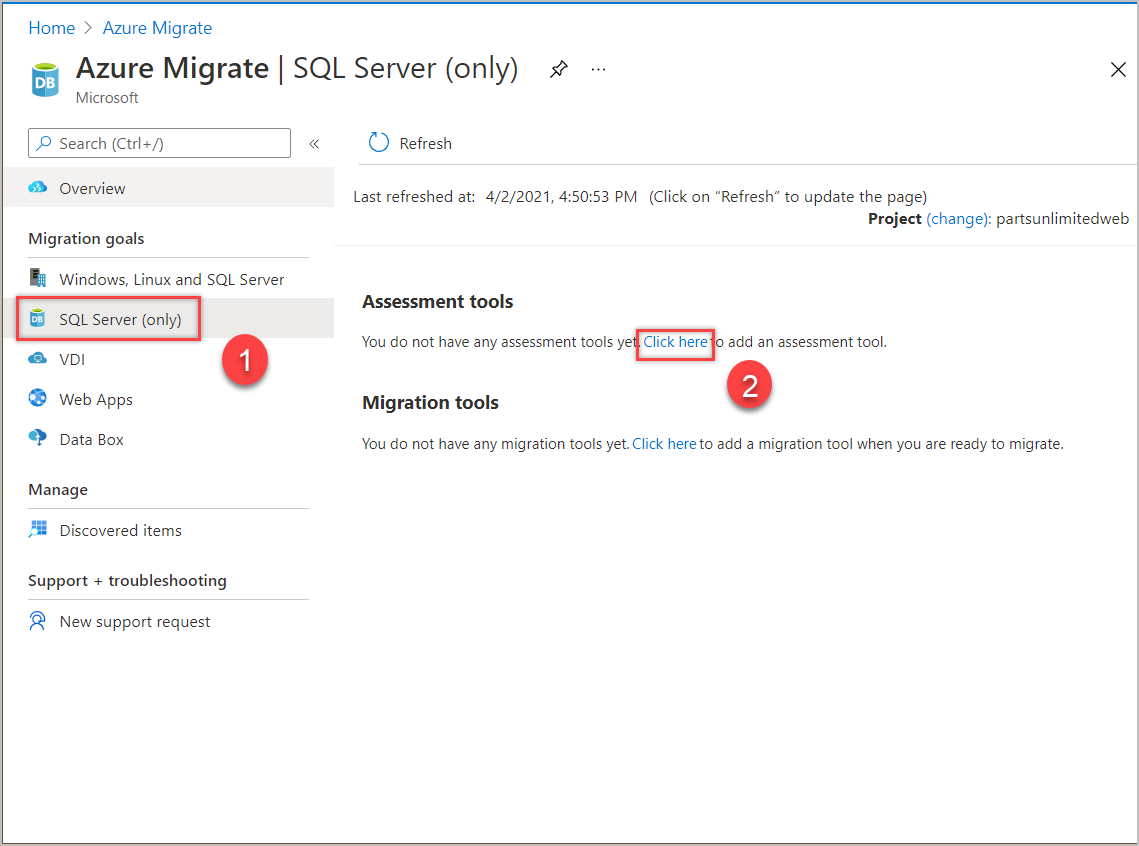 Home > Azure Migrate
Azure Migrate | SQL Server (only)
DB
Microsoft
Search (Ctrl+/)
«
Refresh
Overview
Last refreshed at: 4/2/2021, 4:50:53 PM (Click on “Refresh” to update the page)
Project (change): partsunlimitedweb
Migration goals
Windows, Linux and SQL Server
DB
SQL Server (only)
1
VDI
Web Apps
Data Box
Assessment tools
You do not have any assessment tools yet. Click here to add an assessment tool.
2
Migration tools
You do not have any migration tools yet. Click here to add a migration tool when you are ready to migrate.
Manage
Discovered items
Support + troubleshooting
New support request